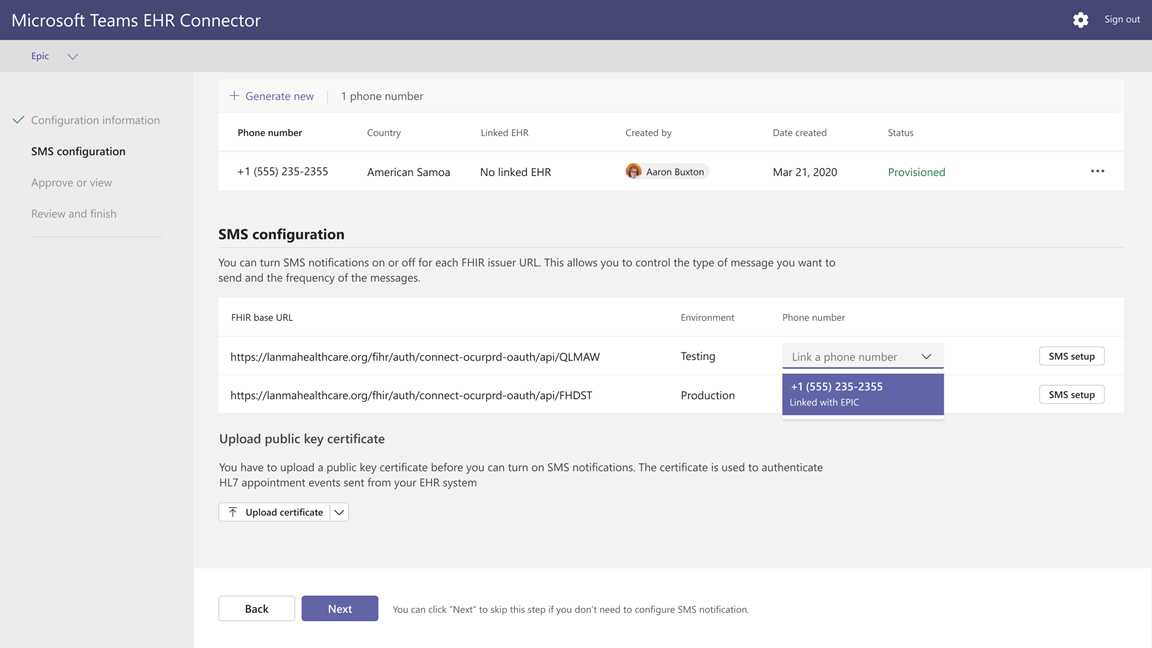 Microsoft Teams EHR Connector
Sign out
Epic
Configuration information
SMS configuration
Approve or view
Review and finish
Generate new
1 phone number
Phone number Country Linked EHR Created by Date created Status
+1 (555) 235-2355 American Samoa No linked EHR Aaron Buxton Mar 21, 2020 Provisioned
SMS configuration
You can turn SMS notifications on or off for each FHIR issuer URL. This allows you to control the type of message you want to
send and the frequency of the messages.
FHIR base URL Environment Phone number
https://lanmahealthcare.org/fihr/auth/connect-ocurprd-oauth/api/QLMAW Testing Link a phone number SMS setup
+1 (555) 235-2355
Linked with EPIC
https://lanmahealthcare.org/fhir/auth/connect-ocurprd-oauth/api/FHDST Production SMS setup
Upload public key certificate
You have to upload a public key certificate before you can turn on SMS notifications. The certificate is used to authenticate
HL7 appointment events sent from your EHR system
Upload certificate
Back
Next
You can click “Next” to skip this step if you don’t need to configure SMS notification.